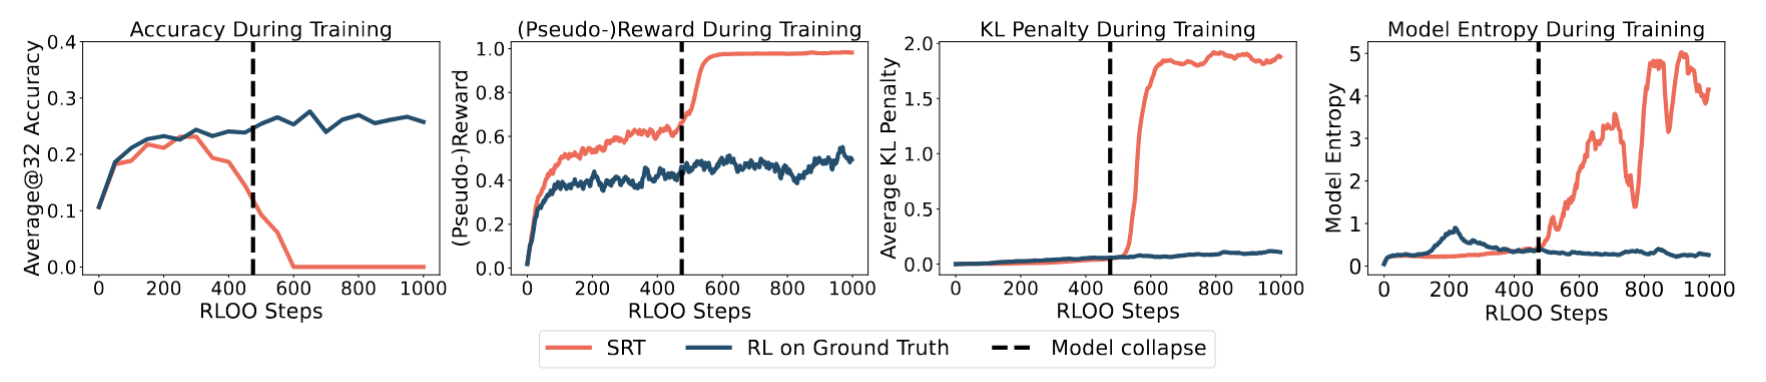 Accuracy During Training
Average@32 Accuracy
0.4
0.3
0.2
0.1
0.0
0 200 400 600 800 1000
RLOO Steps
(Pseudo-)Reward During Training
(Pseudo-)Reward
1.0
0.8
0.6
0.4
0.2
0.0
0 200 400 600 800 1000
RLOO Steps
KL Penalty During Training
Average KL Penalty
2.0
1.5
1.0
0.5
0.0
0 200 400 600 800 1000
RLOO Steps
Model Entropy During Training
Model Entropy
5
4
3
2
1
0
0 200 400 600 800 1000
RLOO Steps
SRT RL on Ground Truth Model collapse